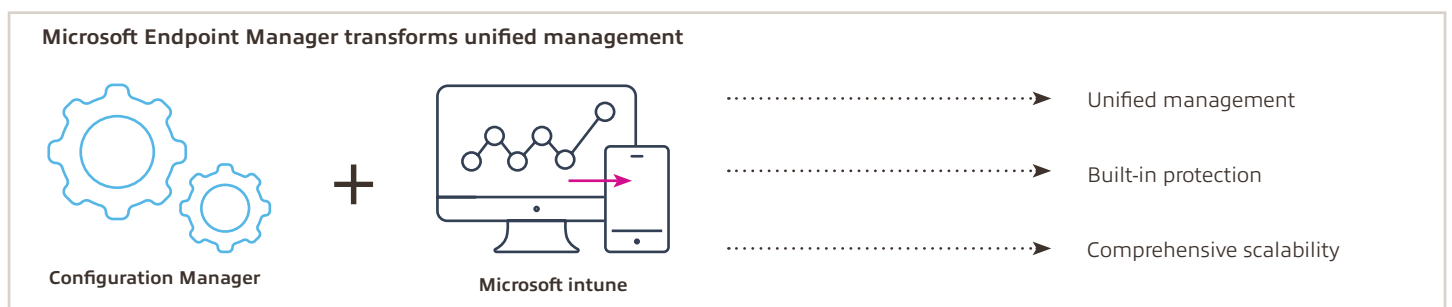 Microsoft Endpoint Manager transforms unified management
Unified management
Built-in protection
Comprehensive scalability
Configuration Manager
Microsoft intune